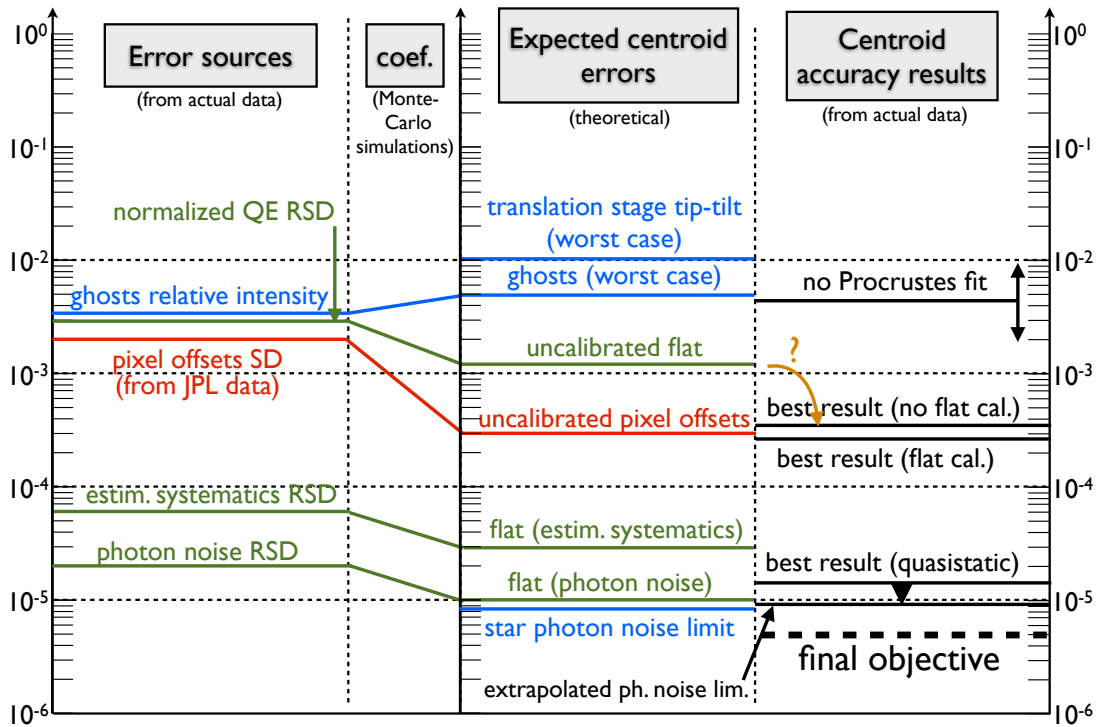 10⁰
10⁻¹
10⁻²
10⁻³
10⁻⁴
10⁻⁵
10⁻⁶
Error sources
(from actual data)
normalized QE RSD
ghosts relative intensity
pixel offsets SD
(from JPL data)
estim. systematics RSD
photon noise RSD
coef.
(Monte-
Carlo
simulations)
Expected centroid
errors
(theoretical)
translation stage tip-tilt
(worst case)
ghosts (worst case)
uncalibrated flat
uncalibrated pixel offsets
flat (estim. systematics)
flat (photon noise)
star photon noise limit
extrapolated ph. noise lim.
Centroid
accuracy results
(from actual data)
no Procrustes fit
?
best result (no flat cal.)
best result (flat cal.)
best result (quasistatic)
final objective
10⁰
10⁻¹
10⁻²
10⁻³
10⁻⁴
10⁻⁵
10⁻⁶